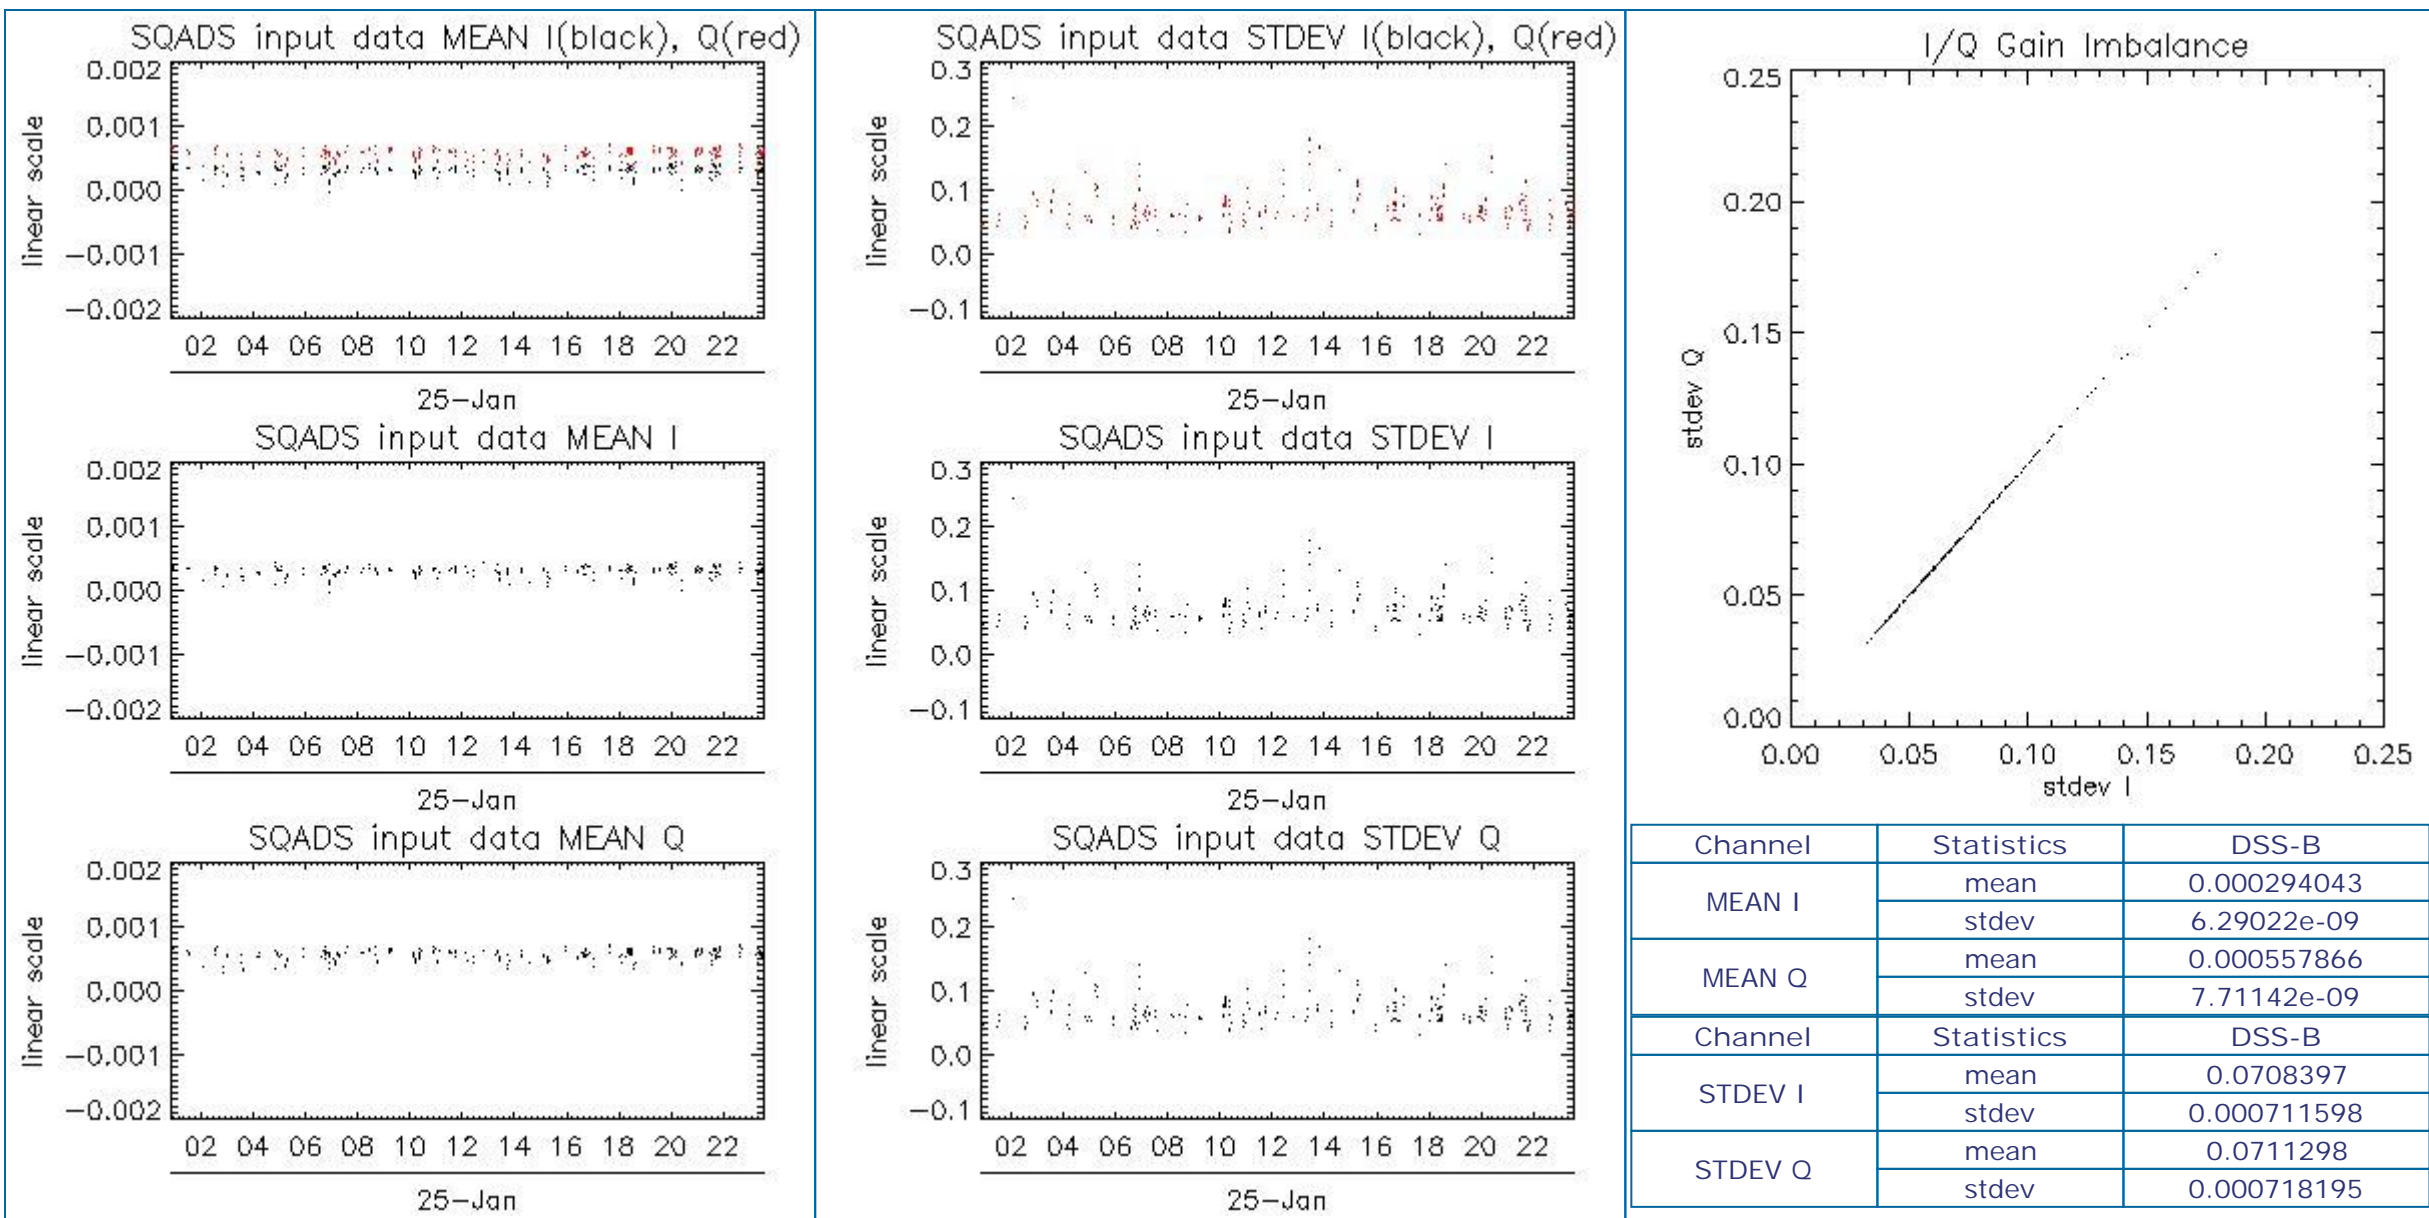 SQADS input data MEAN I(black), Q(red)
0.002
0.001
0.000
−0.001
−0.002
linear scale
02 04 06 08 10 12 14 16 18 20 22
25−Jan
SQADS input data MEAN I
0.002
0.001
0.000
−0.001
−0.002
linear scale
02 04 06 08 10 12 14 16 18 20 22
25−Jan
SQADS input data MEAN Q
0.002
0.001
0.000
−0.001
−0.002
linear scale
02 04 06 08 10 12 14 16 18 20 22
25−Jan
SQADS input data STDEV I(black), Q(red)
0.3
0.2
0.1
0.0
−0.1
linear scale
02 04 06 08 10 12 14 16 18 20 22
25−Jan
SQADS input data STDEV I
0.3
0.2
0.1
0.0
−0.1
linear scale
02 04 06 08 10 12 14 16 18 20 22
25−Jan
SQADS input data STDEV Q
0.3
0.2
0.1
0.0
−0.1
linear scale
02 04 06 08 10 12 14 16 18 20 22
25−Jan
I/Q Gain Imbalance
0.25
0.20
0.15
0.10
0.05
0.00
stdev Q
0.00 0.05 0.10 0.15 0.20 0.25
stdev I
Channel Statistics DSS-B
MEAN I mean 0.000294043
stdev 6.29022e-09
MEAN Q mean 0.000557866
stdev 7.71142e-09
Channel Statistics DSS-B
STDEV I mean 0.0708397
stdev 0.000711598
STDEV Q mean 0.0711298
stdev 0.000718195